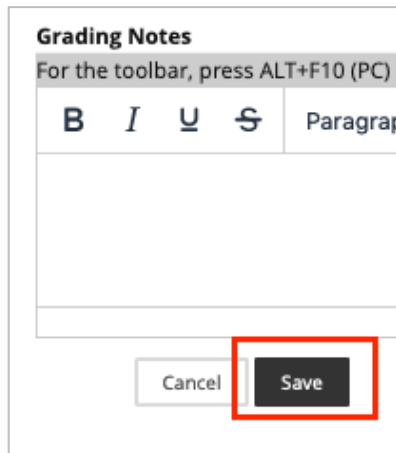 Grading Notes
For the toolbar, press ALT+F10 (PC)
B I U S Paragrap
Cancel Save